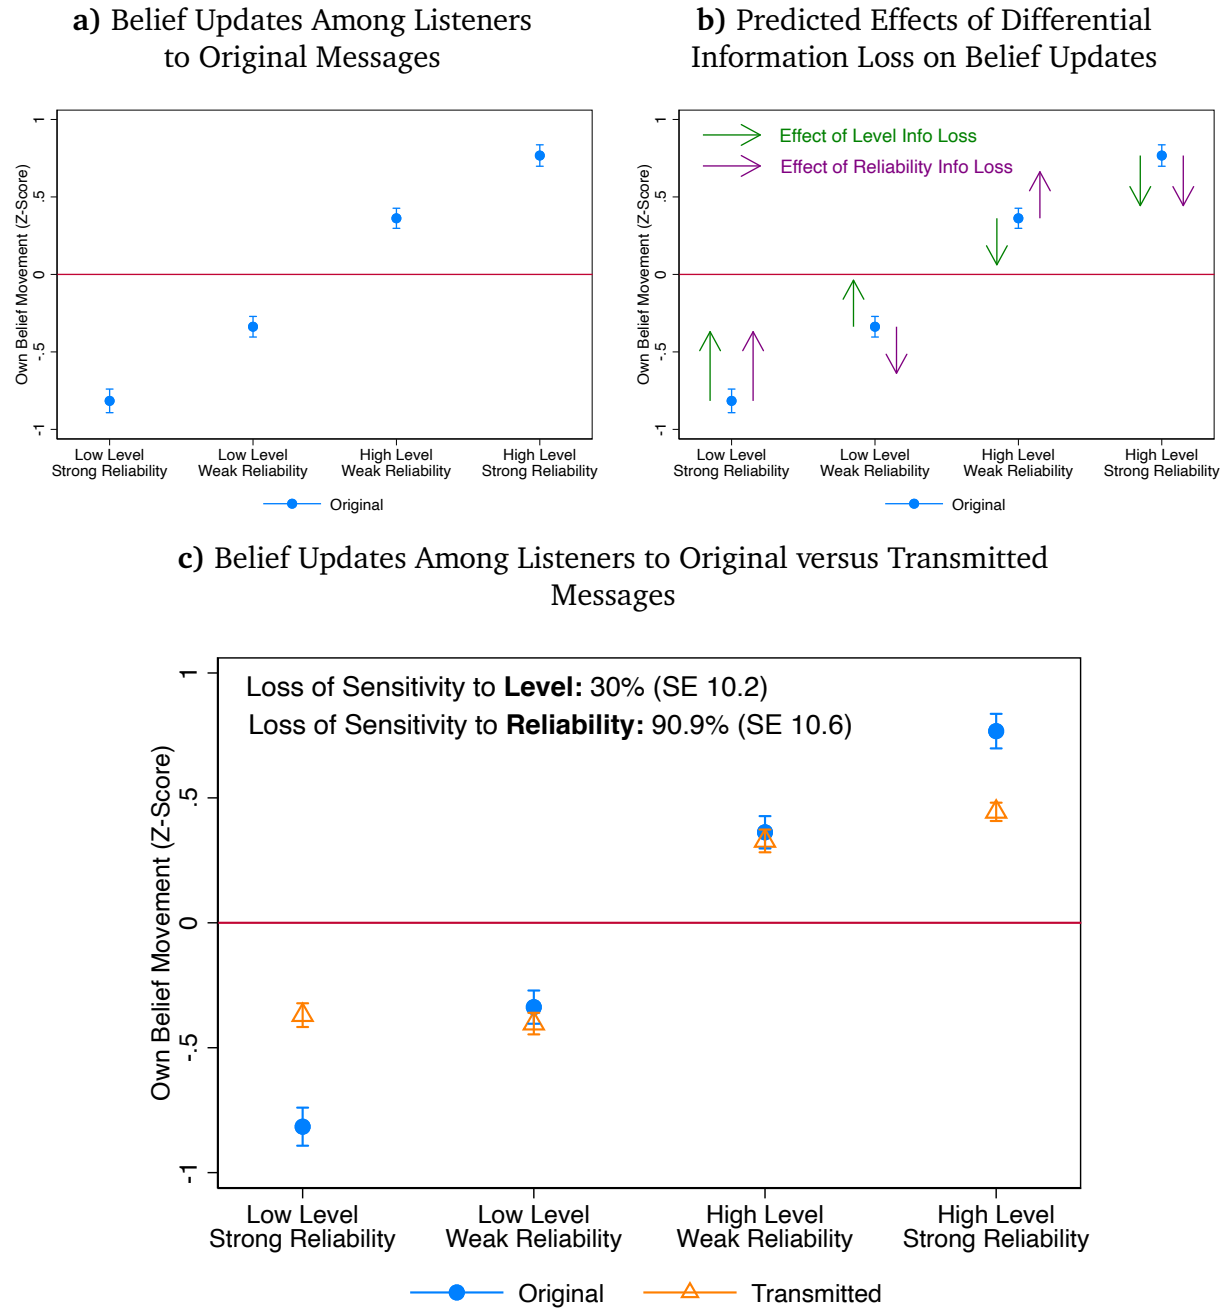 a) Belief Updates Among Listeners
to Original Messages
1
.5
0
-.5
-1
Own Belief Movement (Z-Score)
Low Level
Strong Reliability
Low Level
Weak Reliability
High Level
Weak Reliability
High Level
Strong Reliability
Original
b) Predicted Effects of Differential
Information Loss on Belief Updates
1
.5
0
-.5
-1
Own Belief Movement (Z-Score)
Effect of Level Info Loss
Effect of Reliability Info Loss
Low Level
Strong Reliability
Low Level
Weak Reliability
High Level
Weak Reliability
High Level
Strong Reliability
Original
c) Belief Updates Among Listeners to Original versus Transmitted
Messages
1
.5
0
-.5
-1
Own Belief Movement (Z-Score)
Loss of Sensitivity to Level: 30% (SE 10.2)
Loss of Sensitivity to Reliability: 90.9% (SE 10.6)
Low Level
Strong Reliability
Low Level
Weak Reliability
High Level
Weak Reliability
High Level
Strong Reliability
Original
Transmitted